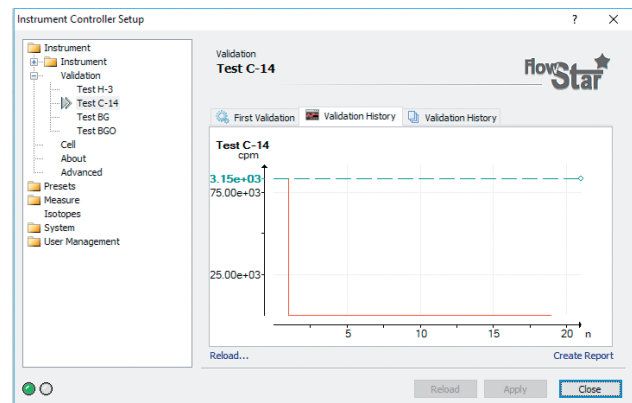 Instrument Controller Setup
? X
Instrument
Instrument
Validation
Test H-3
Test C-14
Test BG
Test BGO
Cell
About
Advanced
Presets
Measure
Isotopes
System
User Management
Validation
Test C-14
FlowStar
First Validation
Validation History
Validation History
Test C-14
cpm
3.15e+03
75.00e+03
25.00e+03
5 10 15 20 n
Reload...
Create Report
Reload
Apply
Close